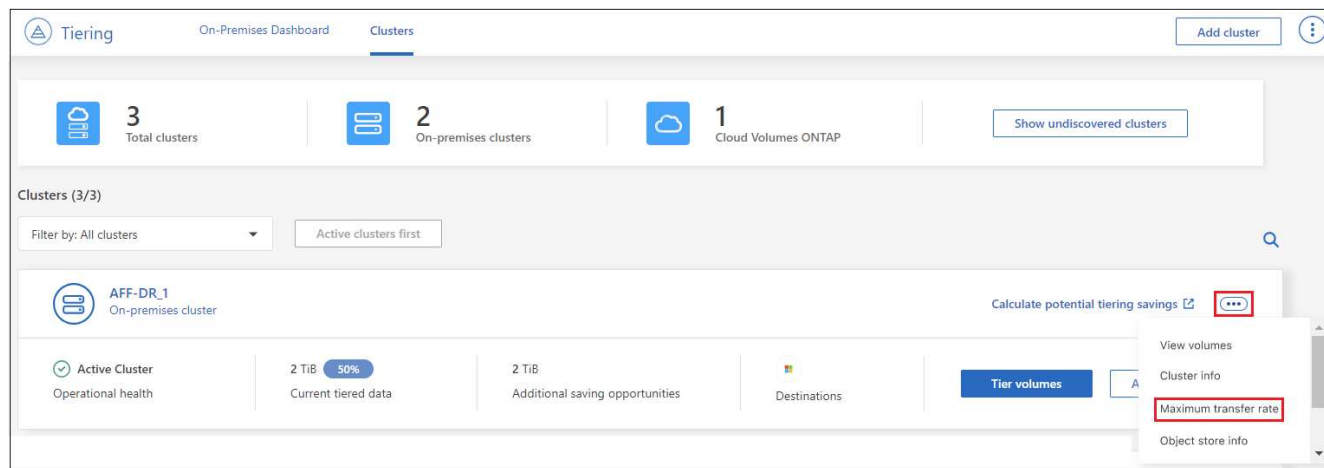 Tiering
On-Premises Dashboard
Clusters
Add cluster
3
Total clusters
2
On-premises clusters
1
Cloud Volumes ONTAP
Show undiscovered clusters
Clusters (3/3)
Filter by: All clusters
Active clusters first
AFF-DR_1
On-premises cluster
Calculate potential tiering savings
Active Cluster
Operational health
2 TiB 50%
Current tiered data
2 TiB
Additional saving opportunities
Destinations
Tier volumes
A
View volumes
Cluster info
Maximum transfer rate
Object store info